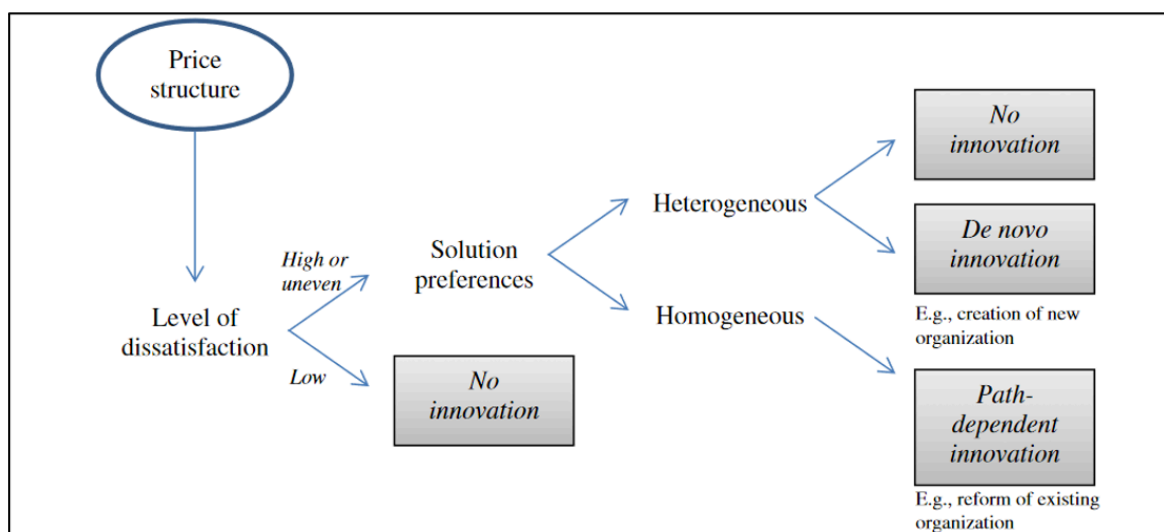 Price
structure
Level of
dissatisfaction
High or
uneven
Low
Solution
preferences
No
innovation
Heterogeneous
Homogeneous
No
innovation
De novo
innovation
E.g., creation of new
organization
Path-
dependent
innovation
E.g., reform of existing
organization